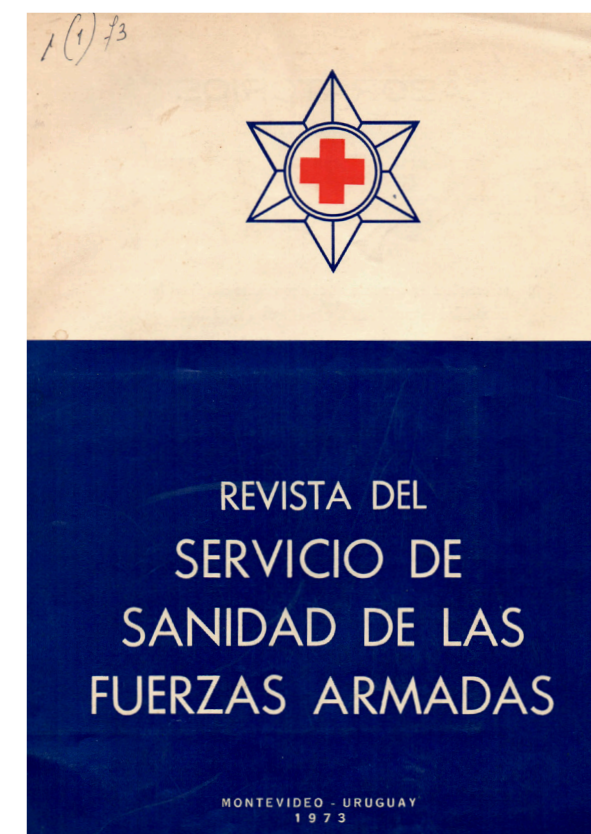 1(1)73
REVISTA DEL
SERVICIO DE
SANIDAD DE LAS
FUERZAS ARMADAS
MONTEVIDEO - URUGUAY
1973